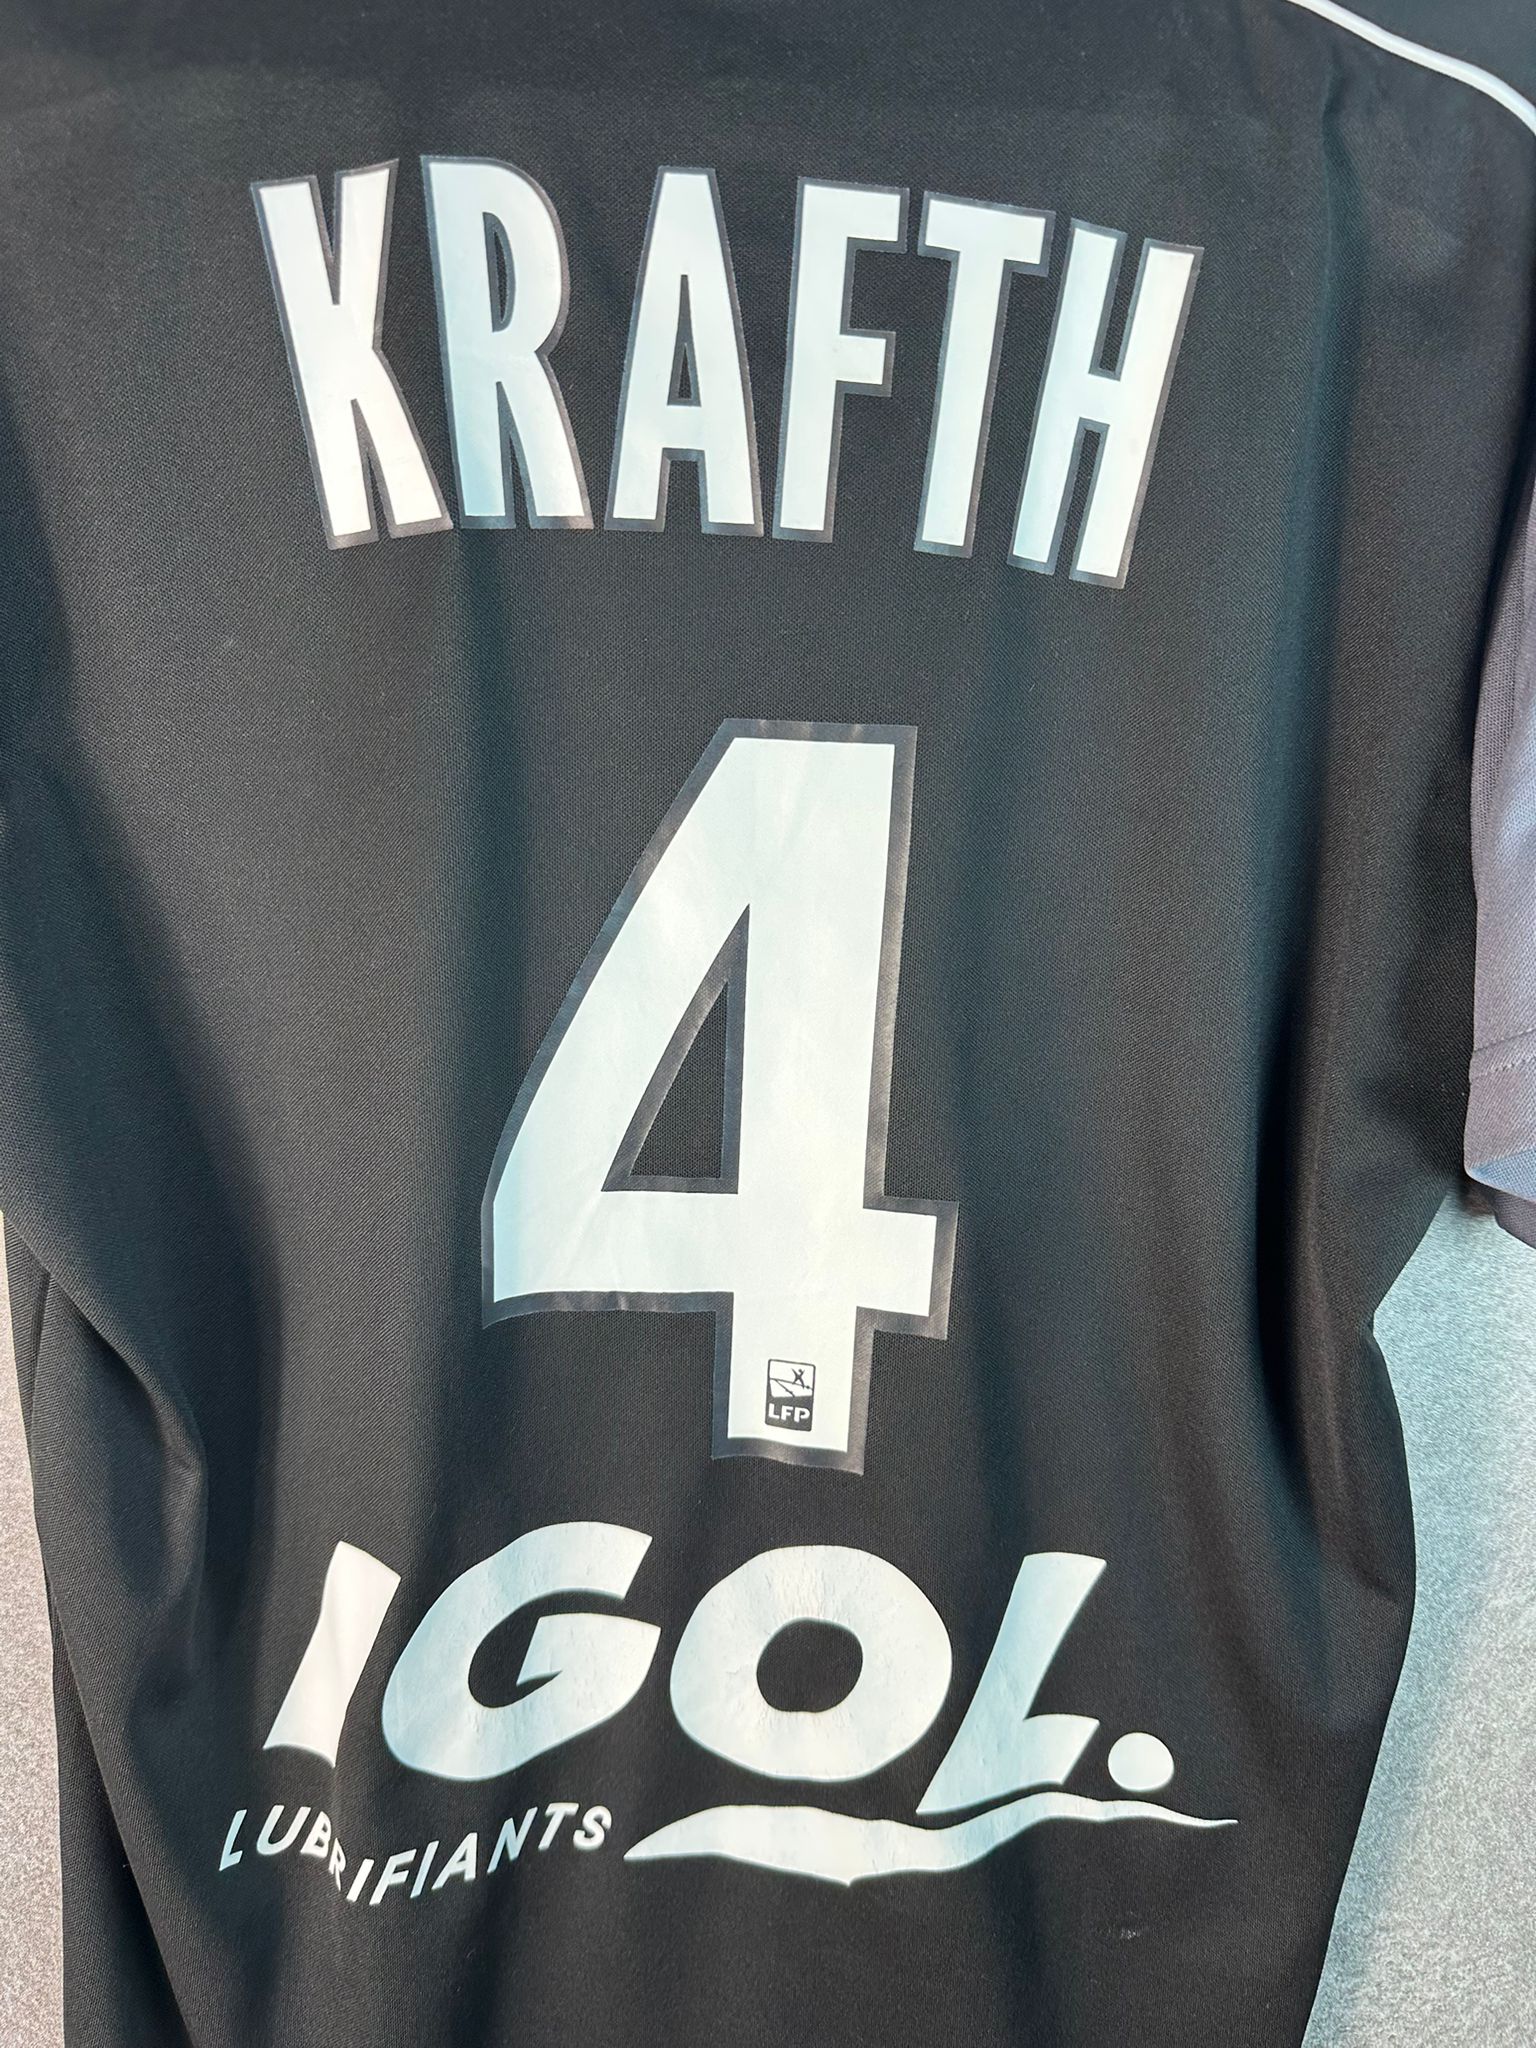 KRAFTH
4
LFP
IGOL.
LUBRIFIANTS